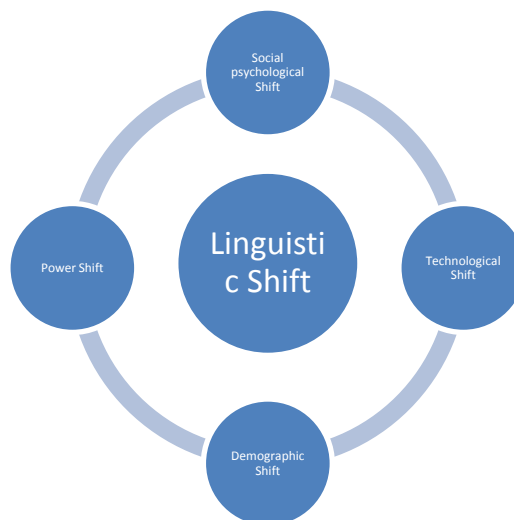 Social
psychological
Shift
Linguisti
c Shift
Power Shift
Technological
Shift
Demographic
Shift